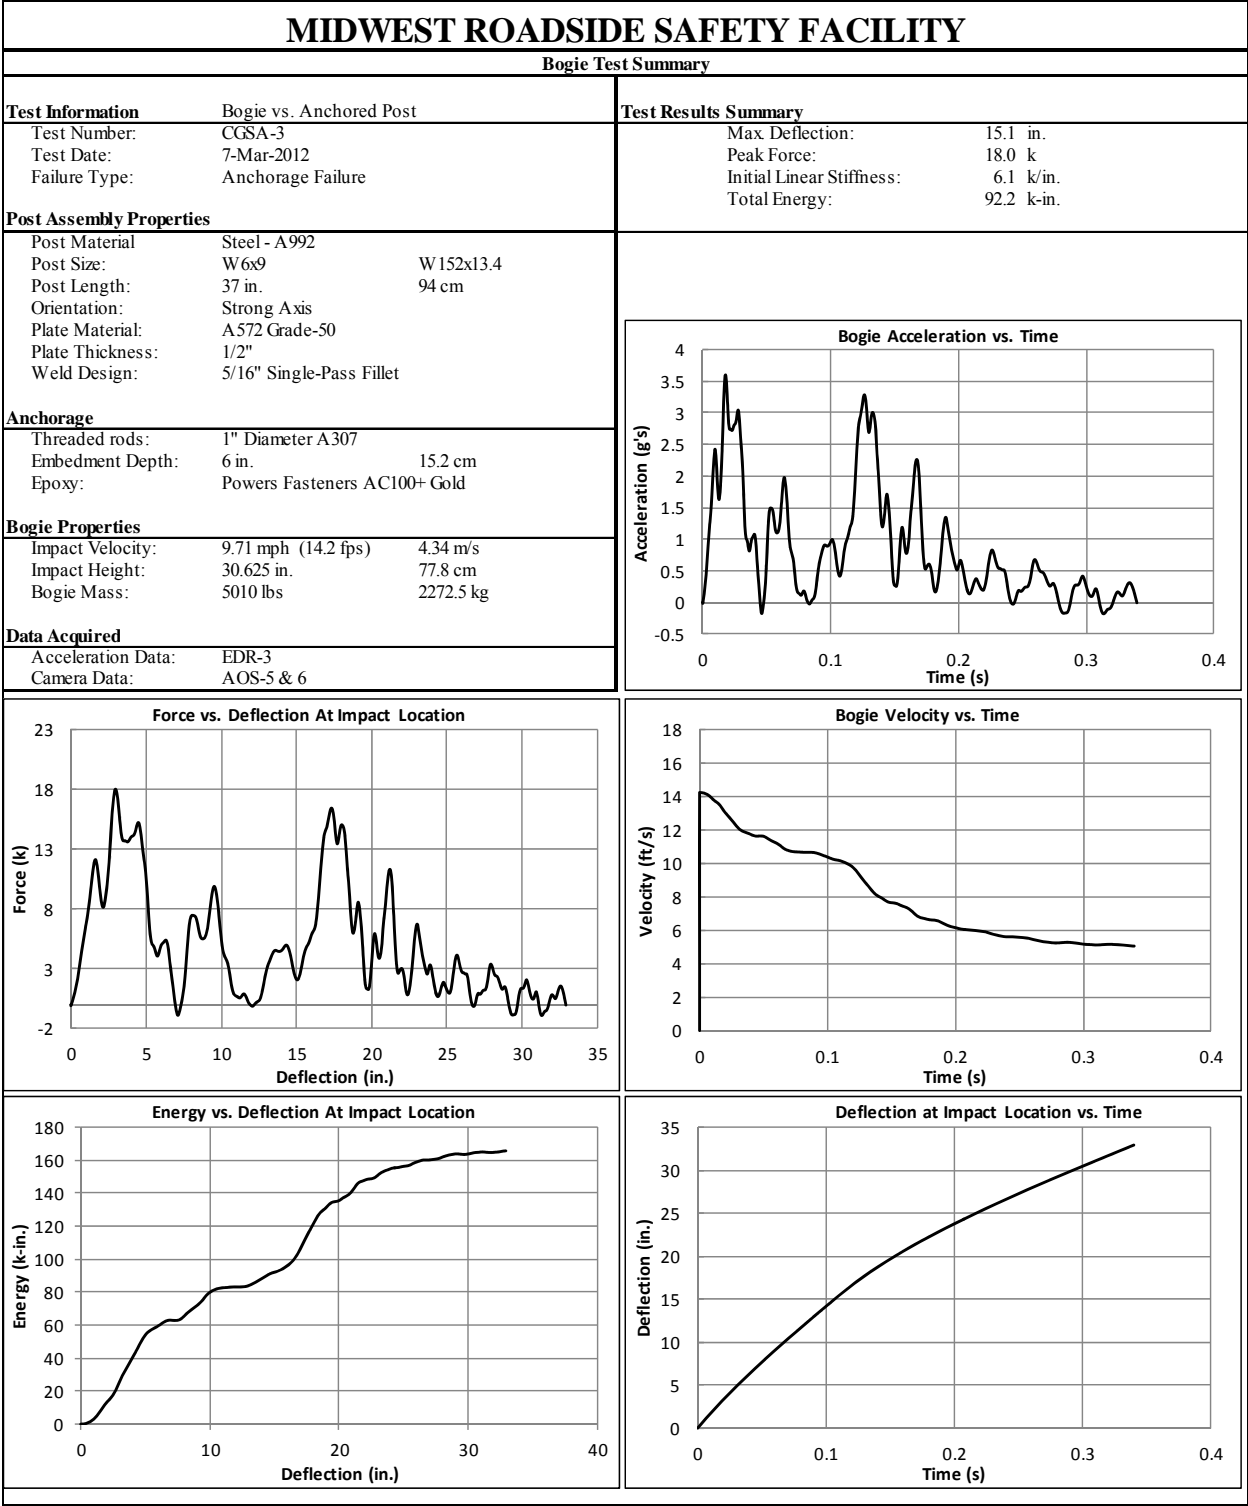 MIDWEST ROADSIDE SAFETY FACILITY
Bogie Test Summary
Test Information Bogie vs. Anchored Post
Test Number: CGSA-3
Test Date: 7-Mar-2012
Failure Type: Anchorage Failure
Post Assembly Properties
Post Material Steel - A992
Post Size: W6x9 W152x13.4
Post Length: 37 in. 94 cm
Orientation: Strong Axis
Plate Material: A572 Grade-50
Plate Thickness: 1/2"
Weld Design: 5/16" Single-Pass Fillet
Anchorage
Threaded rods: 1" Diameter A307
Embedment Depth: 6 in. 15.2 cm
Epoxy: Powers Fasteners AC100+ Gold
Bogie Properties
Impact Velocity: 9.71 mph (14.2 fps) 4.34 m/s
Impact Height: 30.625 in. 77.8 cm
Bogie Mass: 5010 lbs 2272.5 kg
Data Acquired
Acceleration Data: EDR-3
Camera Data: AOS-5 & 6
Test Results Summary
Max. Deflection: 15.1 in.
Peak Force: 18.0 k
Initial Linear Stiffness: 6.1 k/in.
Total Energy: 92.2 k-in.
Bogie Acceleration vs. Time
Acceleration (g's)
4
3.5
3
2.5
2
1.5
1
0.5
0
-0.5
0 0.1 0.2 0.3 0.4
Time (s)
Force vs. Deflection At Impact Location
Force (k)
23
18
13
8
3
-2
0 5 10 15 20 25 30 35
Deflection (in.)
Bogie Velocity vs. Time
Velocity (ft/s)
18
16
14
12
10
8
6
4
2
0
0 0.1 0.2 0.3 0.4
Time (s)
Energy vs. Deflection At Impact Location
Energy (k-in.)
180
160
140
120
100
80
60
40
20
0
0 10 20 30 40
Deflection (in.)
Deflection at Impact Location vs. Time
Deflection (in.)
35
30
25
20
15
10
5
0
0 0.1 0.2 0.3 0.4
Time (s)